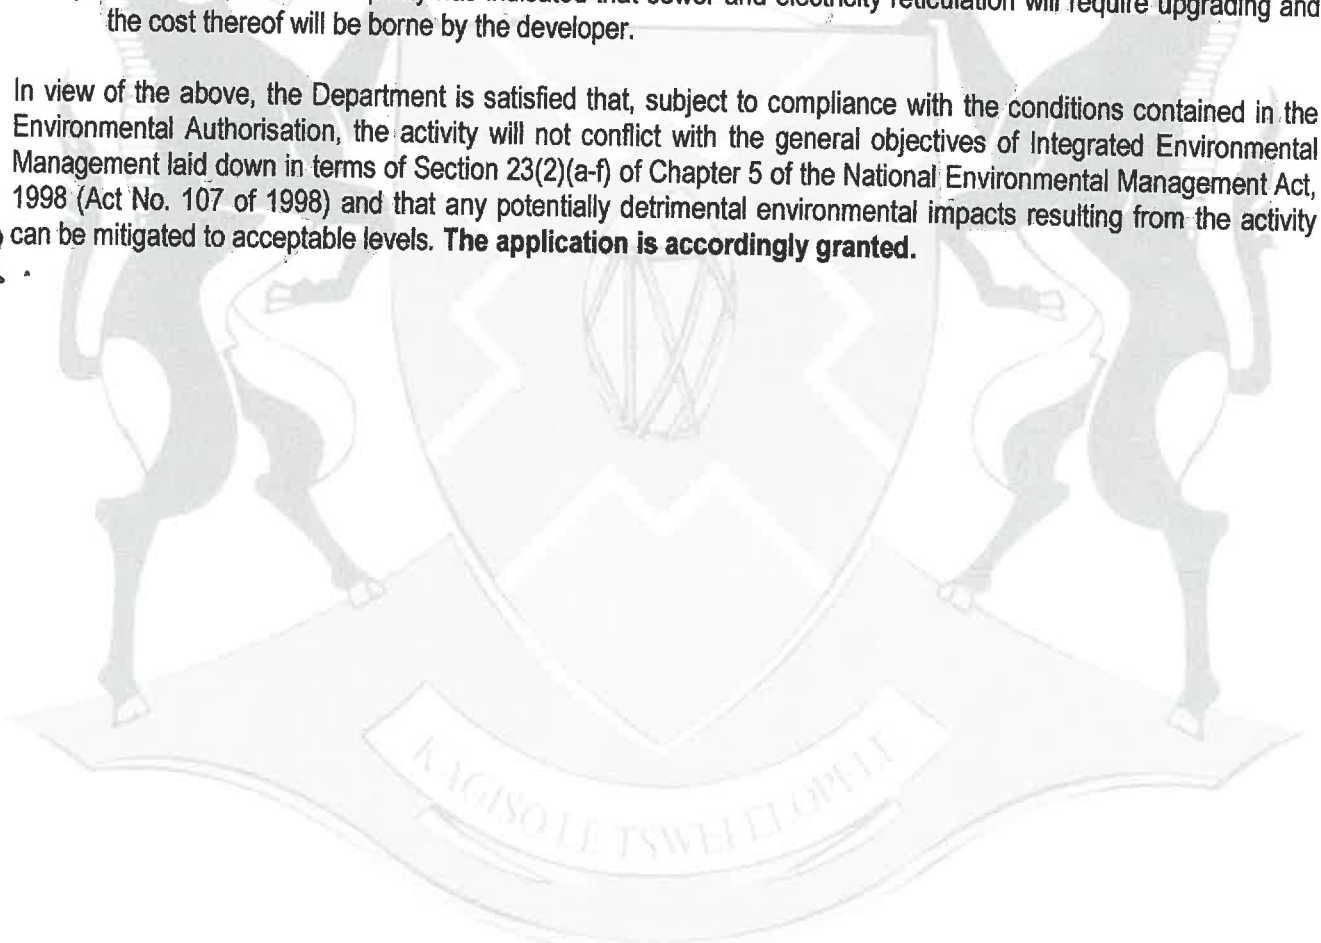 sewer and electricity reticulation will require upgrading and
the cost thereof will be borne by the developer.
In view of the above, the Department is satisfied that, subject to compliance with the conditions contained in the
Environmental Authorisation, the activity will not conflict with the general objectives of Integrated Environmental
Management laid down in terms of Section 23(2)(a-f) of Chapter 5 of the National Environmental Management Act,
1998 (Act No. 107 of 1998) and that any potentially detrimental environmental impacts resulting from the activity
can be mitigated to acceptable levels. The application is accordingly granted.
KAGISO LE TSWELELOPELE